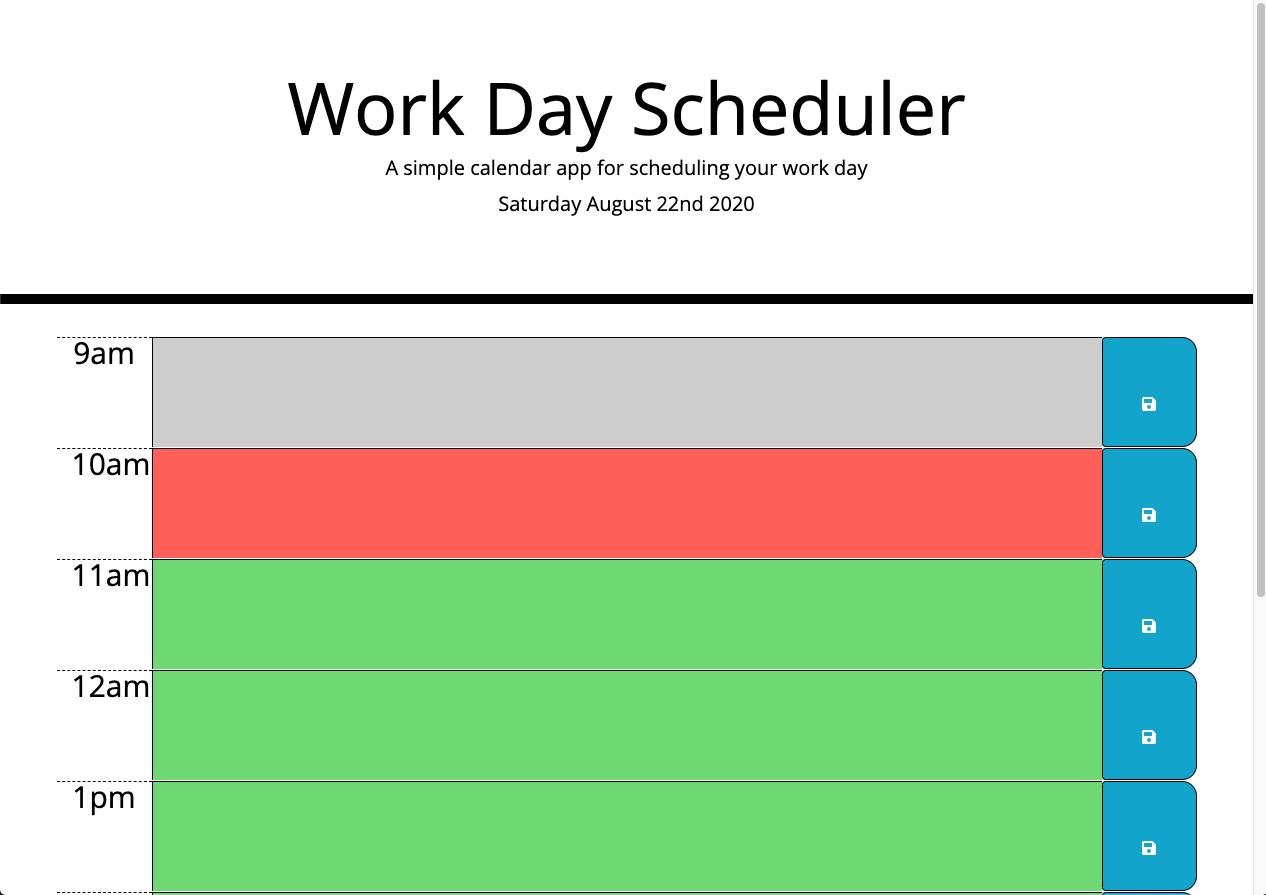 Work Day Scheduler
A simple calendar app for scheduling your work day
Saturday August 22nd 2020
9am
10am
11am
12am
1pm